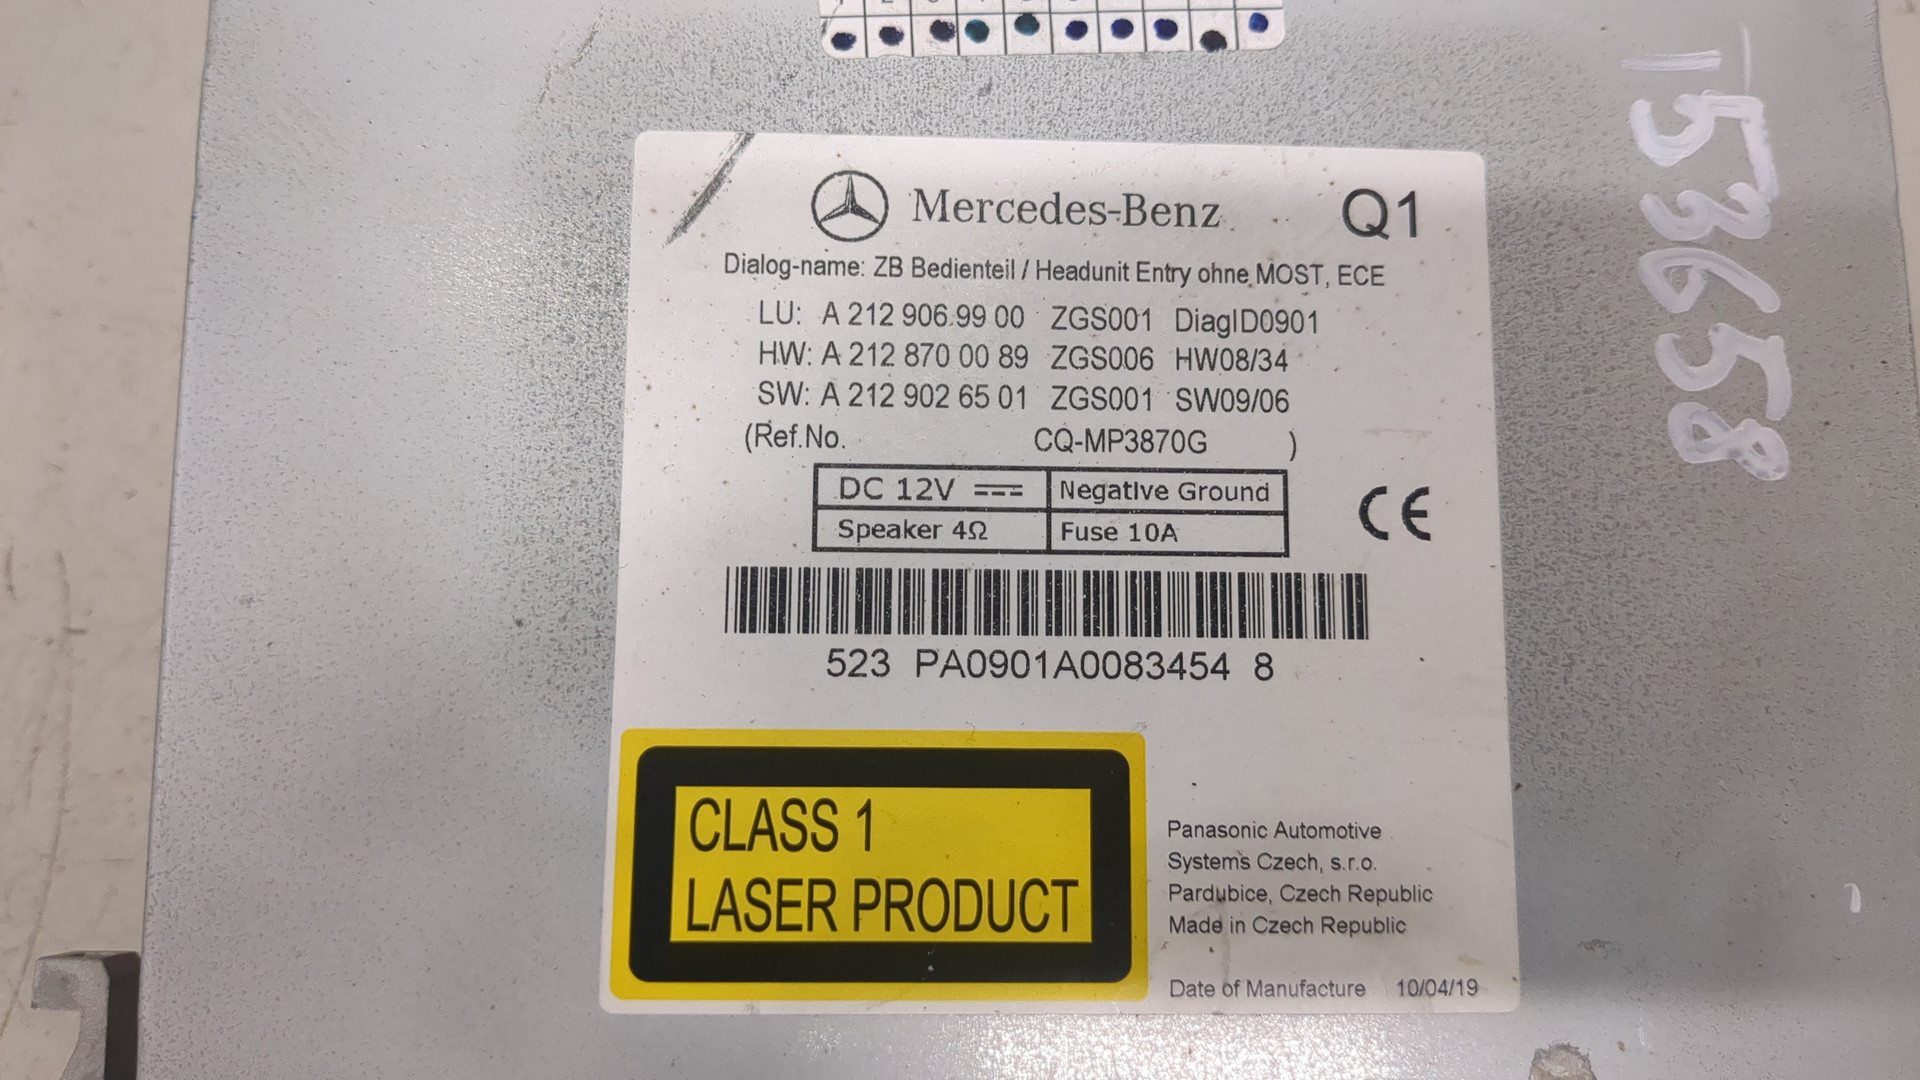 Mercedes-Benz Q1
Dialog-name: ZB Bedienteil / Headunit Entry ohne MOST, ECE
LU: A 212 906 99 00 ZGS001 DiagID0901
HW: A 212 870 00 89 ZGS006 HW08/34
SW: A 212 902 65 01 ZGS001 SW09/06
(Ref.No. CQ-MP3870G )
DC 12V Negative Ground
Speaker 4Ω Fuse 10A
CE
523 PA0901A0083454 8
CLASS 1
LASER PRODUCT
Panasonic Automotive
Systems Czech, s.r.o.
Pardubice, Czech Republic
Made in Czech Republic
Date of Manufacture 10/04/19
T53658